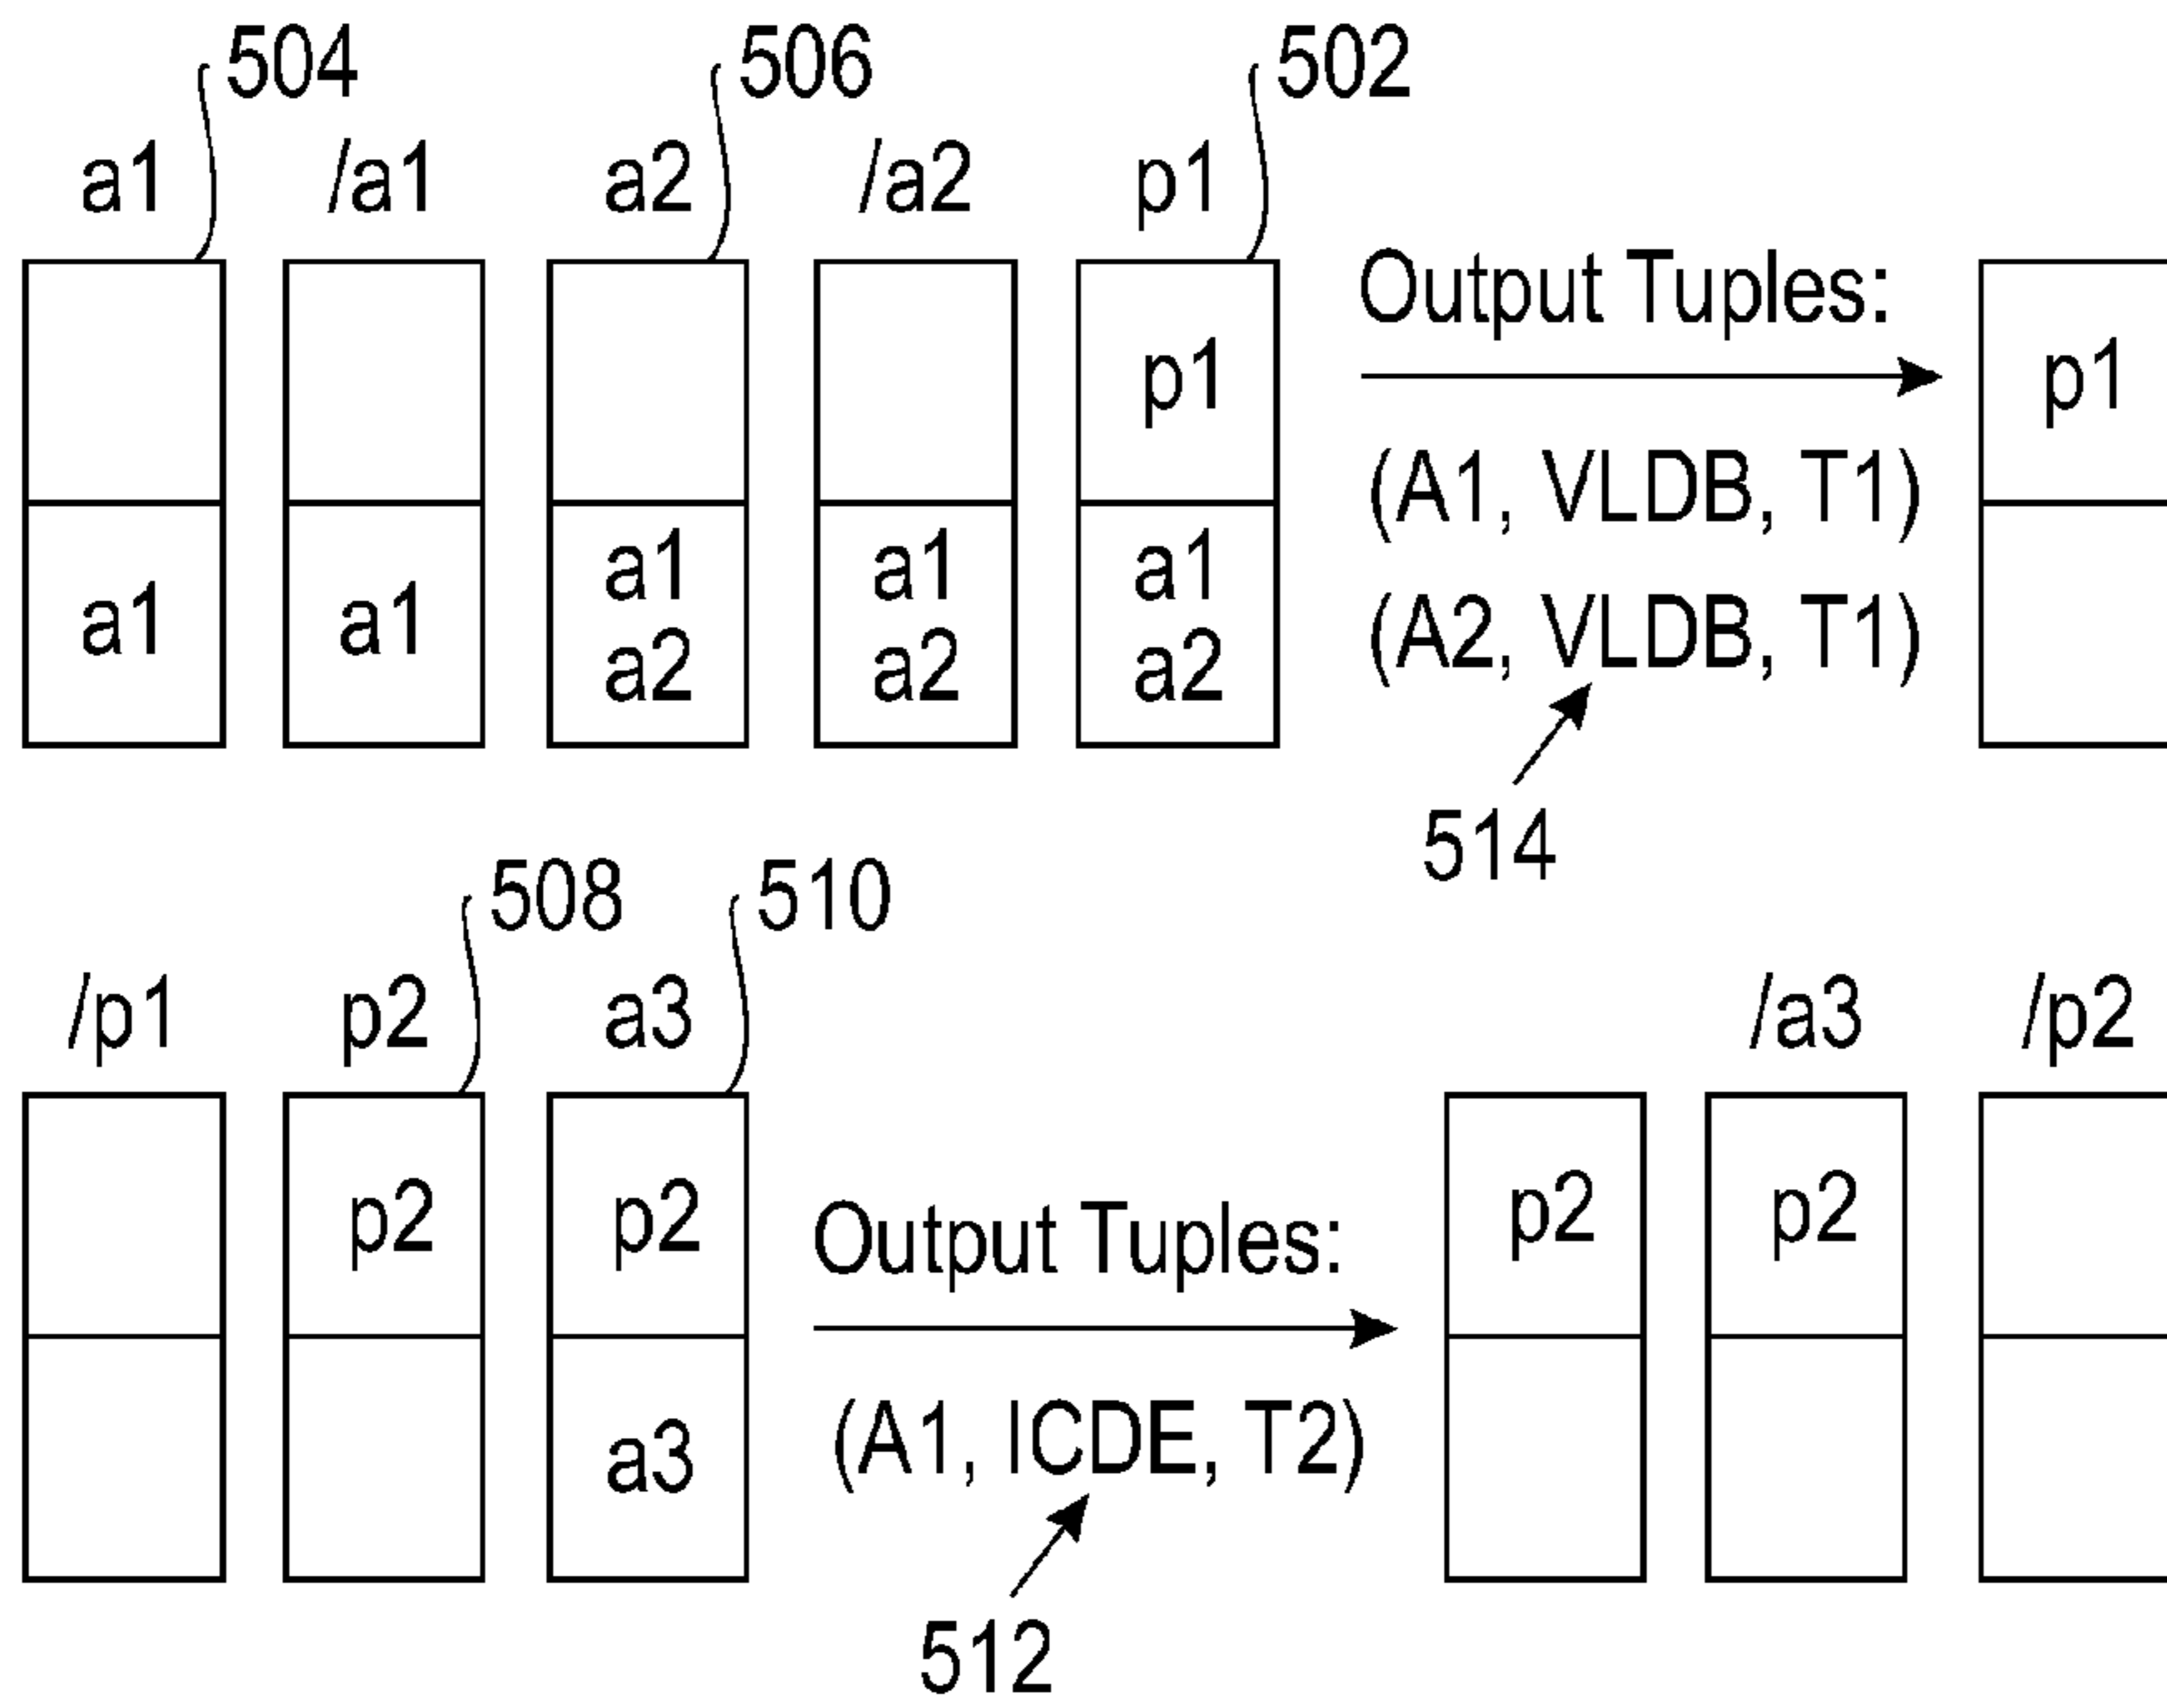 504 506 502
a1 /a1 a2 /a2 p1
Output Tuples:
p1 p1
(A1, VLDB, T1)
a1 a1 a1
a1 a1
(A2, VLDB, T1)
a2 a2 a2
514
508 510
/p1 p2 a3 /a3 /p2
p2 p2 p2 p2
Output Tuples:
(A1, ICDE, T2)
a3
512